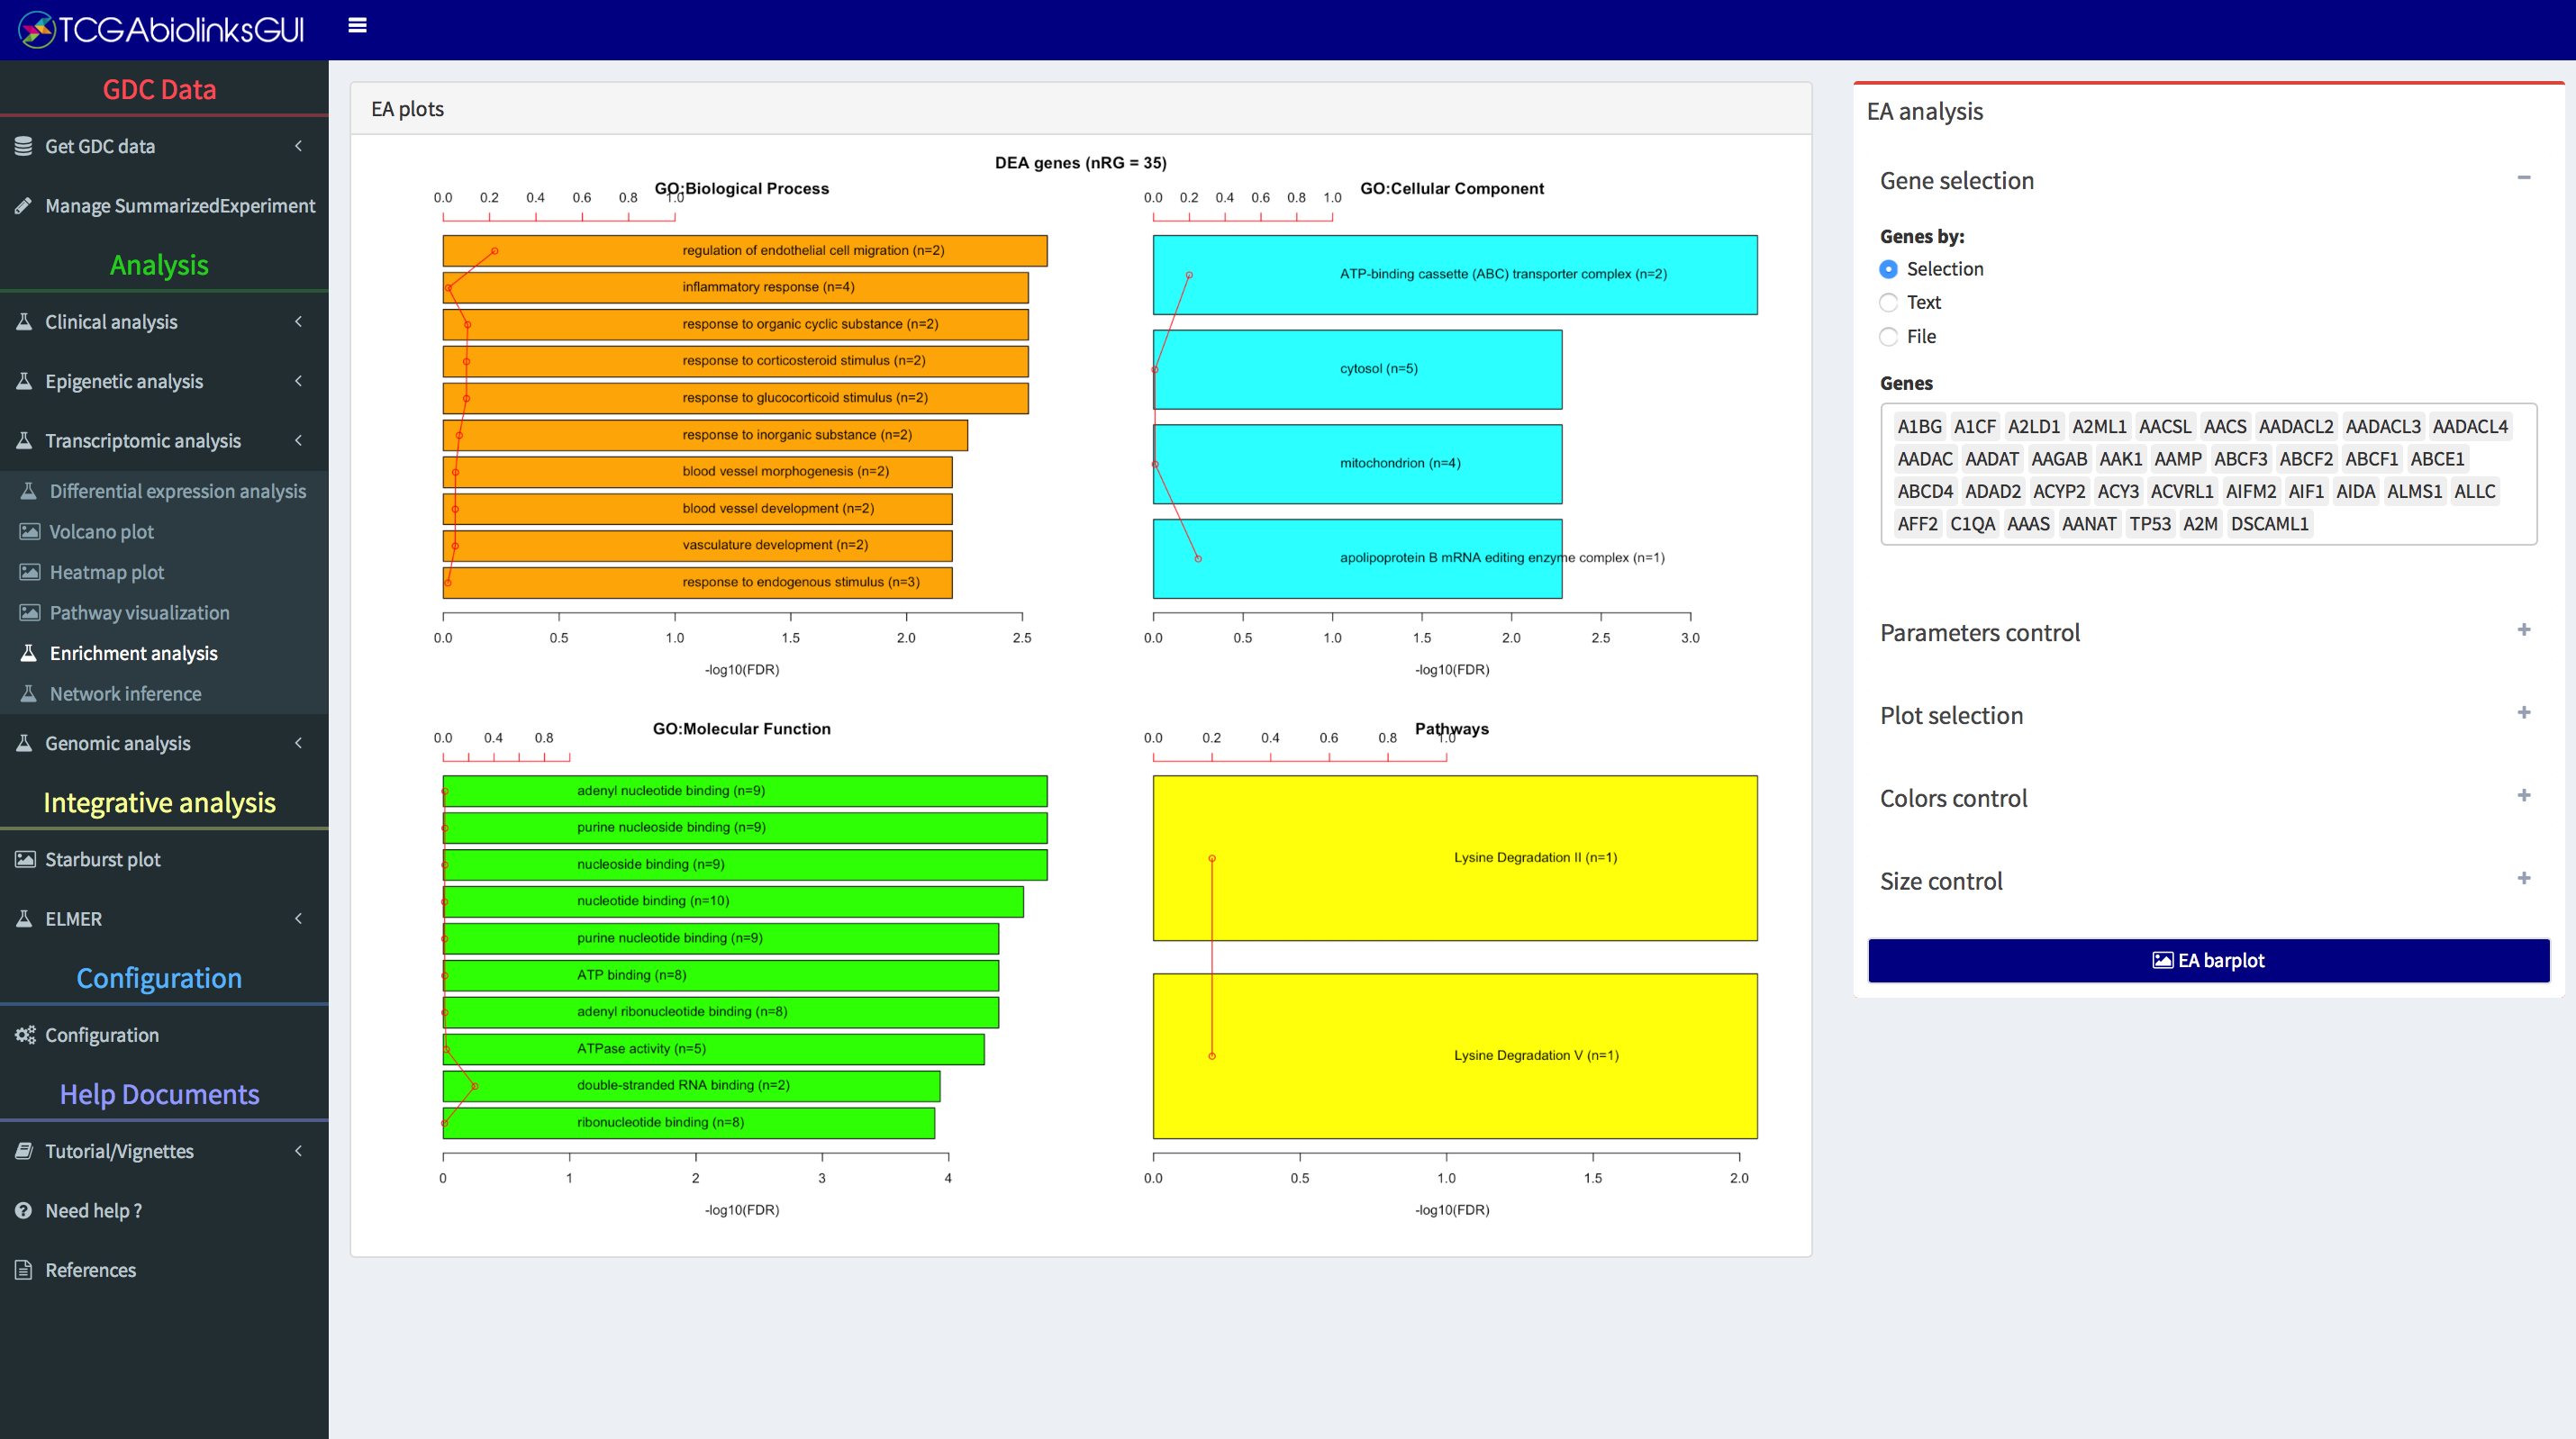 TCGAbiolinksGUI
GDC Data
Get GDC data
Manage SummarizedExperiment
Analysis
Clinical analysis
Epigenetic analysis
Transcriptomic analysis
Differential expression analysis
Volcano plot
Heatmap plot
Pathway visualization
Enrichment analysis
Network inference
Genomic analysis
Integrative analysis
Starburst plot
ELMER
Configuration
Configuration
Help Documents
Tutorial/Vignettes
Need help ?
References
EA plots
DEA genes (nRG = 35)
GO:Biological Process
0.0 0.2 0.4 0.6 0.8 1.0
regulation of endothelial cell migration (n=2)
inflammatory response (n=4)
response to organic cyclic substance (n=2)
response to corticosteroid stimulus (n=2)
response to glucocorticoid stimulus (n=2)
response to inorganic substance (n=2)
blood vessel morphogenesis (n=2)
blood vessel development (n=2)
vasculature development (n=2)
response to endogenous stimulus (n=3)
0.0 0.5 1.0 1.5 2.0 2.5
-log10(FDR)
GO:Cellular Component
0.0 0.2 0.4 0.6 0.8 1.0
ATP-binding cassette (ABC) transporter complex (n=2)
cytosol (n=5)
mitochondrion (n=4)
apolipoprotein B mRNA editing enzyme complex (n=1)
0.0 0.5 1.0 1.5 2.0 2.5 3.0
-log10(FDR)
GO:Molecular Function
0.0 0.4 0.8
adenyl nucleotide binding (n=9)
purine nucleoside binding (n=9)
nucleoside binding (n=9)
nucleotide binding (n=10)
purine nucleotide binding (n=9)
ATP binding (n=8)
adenyl ribonucleotide binding (n=8)
ATPase activity (n=5)
double-stranded RNA binding (n=2)
ribonucleotide binding (n=8)
0 1 2 3 4
-log10(FDR)
Pathways
0.0 0.2 0.4 0.6 0.8 1.0
Lysine Degradation II (n=1)
Lysine Degradation V (n=1)
0.0 0.5 1.0 1.5 2.0
-log10(FDR)
EA analysis
Gene selection
Genes by:
Selection
Text
File
Genes
A1BG A1CF A2LD1 A2ML1 AACSL AACS AADACL2 AADACL3 AADACL4
AADAC AADAT AAGAB AAK1 AAMP ABCF3 ABCF2 ABCF1 ABCE1
ABCD4 ADAD2 ACYP2 ACY3 ACVRL1 AIFM2 AIF1 AIDA ALMS1 ALLC
AFF2 C1QA AAAS AANAT TP53 A2M DSCAML1
Parameters control
Plot selection
Colors control
Size control
EA barplot